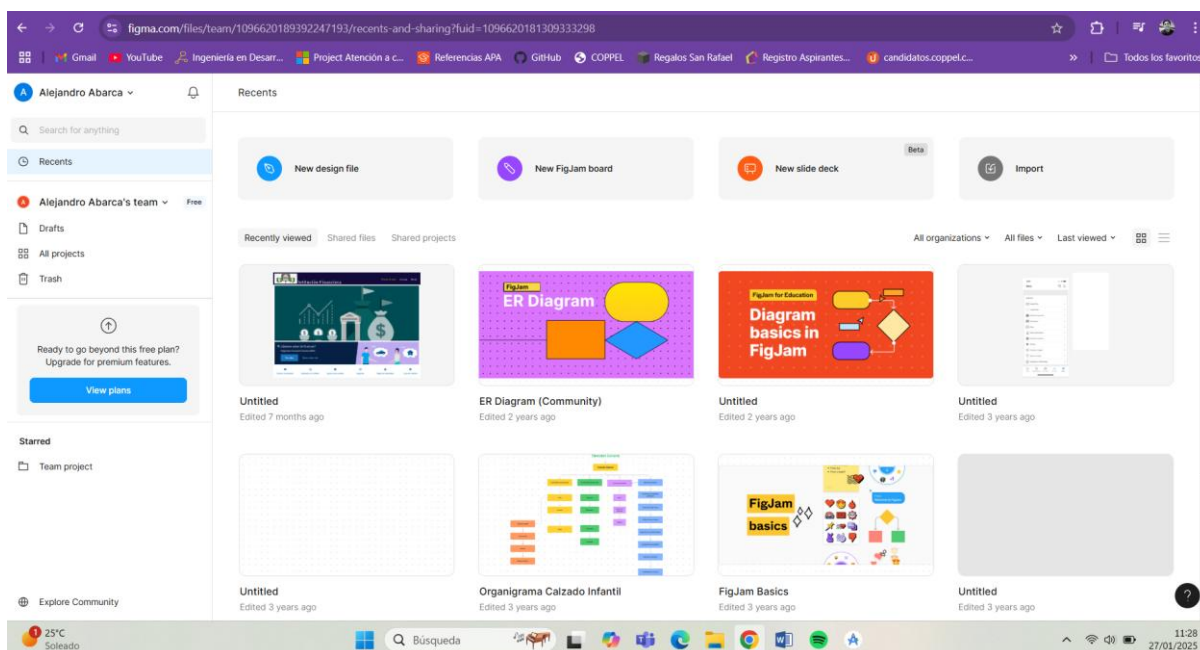 figma.com/files/team/1096620189392247193/recents-and-sharing?fuid=1096620181309333298
Gmail YouTube Ingeniería en Desarr... Project Atención a c... Referencias APA GitHub COPPEL Regalos San Rafael Registro Aspirantes... candidatos.coppel.c... » Todos los favoritos
A Alejandro Abarca
Recents
Search for anything
Recents
New design file
New FigJam board
Beta
New slide deck
Import
A Alejandro Abarca's team Free
Drafts
All projects
Trash
Recently viewed Shared files Shared projects
All organizations All files Last viewed
FigJam
ER Diagram
FigJam for Education
Diagram
basics in
FigJam
Ready to go beyond this free plan?
Upgrade for premium features.
View plans
Untitled
Edited 7 months ago
ER Diagram (Community)
Edited 2 years ago
Untitled
Edited 2 years ago
Untitled
Edited 3 years ago
Starred
Team project
FigJam
basics
Untitled
Edited 3 years ago
Organigrama Calzado Infantil
Edited 3 years ago
FigJam Basics
Edited 3 years ago
Untitled
Edited 3 years ago
Explore Community
?
1
25°C
Soleado
Búsqueda
11:28
27/01/2025